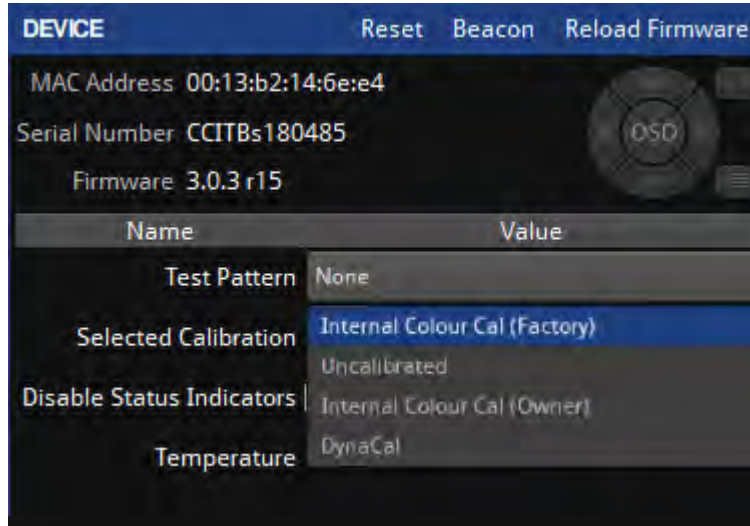 DEVICE Reset Beacon Reload Firmware
MAC Address 00:13:b2:14:6e:e4
OSD
Serial Number CCITBs180485
Firmware 3.0.3 r15
Name Value
Test Pattern None
Selected Calibration Internal Colour Cal (Factory)
Uncalibrated
Disable Status Indicators Internal Colour Cal (Owner)
Temperature DynaCal